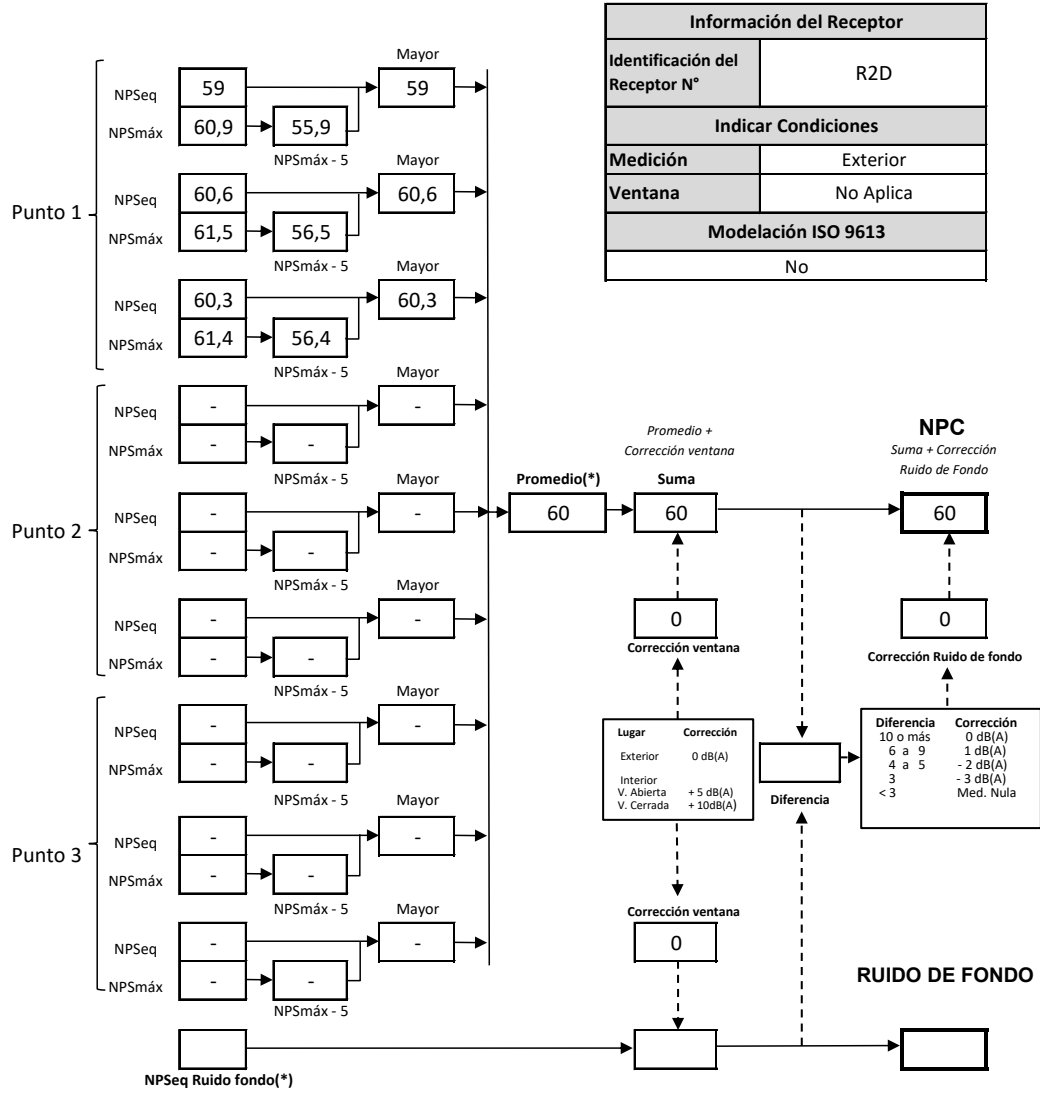 Información del Receptor
Identificación del
Receptor N°
R2D
Indicar Condiciones
Medición
Exterior
Ventana
No Aplica
Modelación ISO 9613
No
Punto 1
Mayor
NPSeq
59
59
NPSmáx
60,9
55,9
NPSmáx - 5
Mayor
NPSeq
60,6
60,6
NPSmáx
61,5
56,5
NPSmáx - 5
Mayor
NPSeq
60,3
60,3
NPSmáx
61,4
56,4
NPSmáx - 5
Punto 2
Mayor
NPSeq
-
-
NPSmáx
-
-
NPSmáx - 5
Mayor
NPSeq
-
-
NPSmáx
-
-
NPSmáx - 5
Mayor
NPSeq
-
-
NPSmáx
-
-
NPSmáx - 5
Punto 3
Mayor
NPSeq
-
-
NPSmáx
-
-
NPSmáx - 5
Mayor
NPSeq
-
-
NPSmáx
-
-
NPSmáx - 5
Mayor
NPSeq
-
-
NPSmáx
-
-
NPSmáx - 5
NPSeq Ruido fondo(*)
Promedio(*)
60
Promedio +
Corrección ventana
Suma
60
0
Corrección ventana
Lugar Corrección
Exterior 0 dB(A)
Interior
V. Abierta + 5 dB(A)
V. Cerrada + 10dB(A)
Corrección ventana
0
Diferencia
NPC
Suma + Corrección
Ruido de Fondo
60
0
Corrección Ruido de fondo
Diferencia Corrección
10 o más 0 dB(A)
6 a 9 1 dB(A)
4 a 5 - 2 dB(A)
3 - 3 dB(A)
< 3 Med. Nula
RUIDO DE FONDO